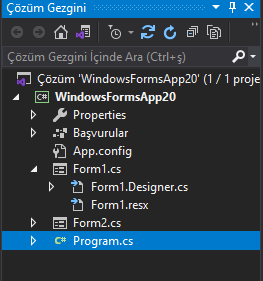 Çözüm Gezgini
Çözüm Gezgini İçinde Ara (Ctrl+ş)
Çözüm 'WindowsFormsApp20' (1 / 1 proje
C# WindowsFormsApp20
Properties
Başvurular
App.config
Form1.cs
Form1.Designer.cs
Form1.resx
Form2.cs
C# Program.cs